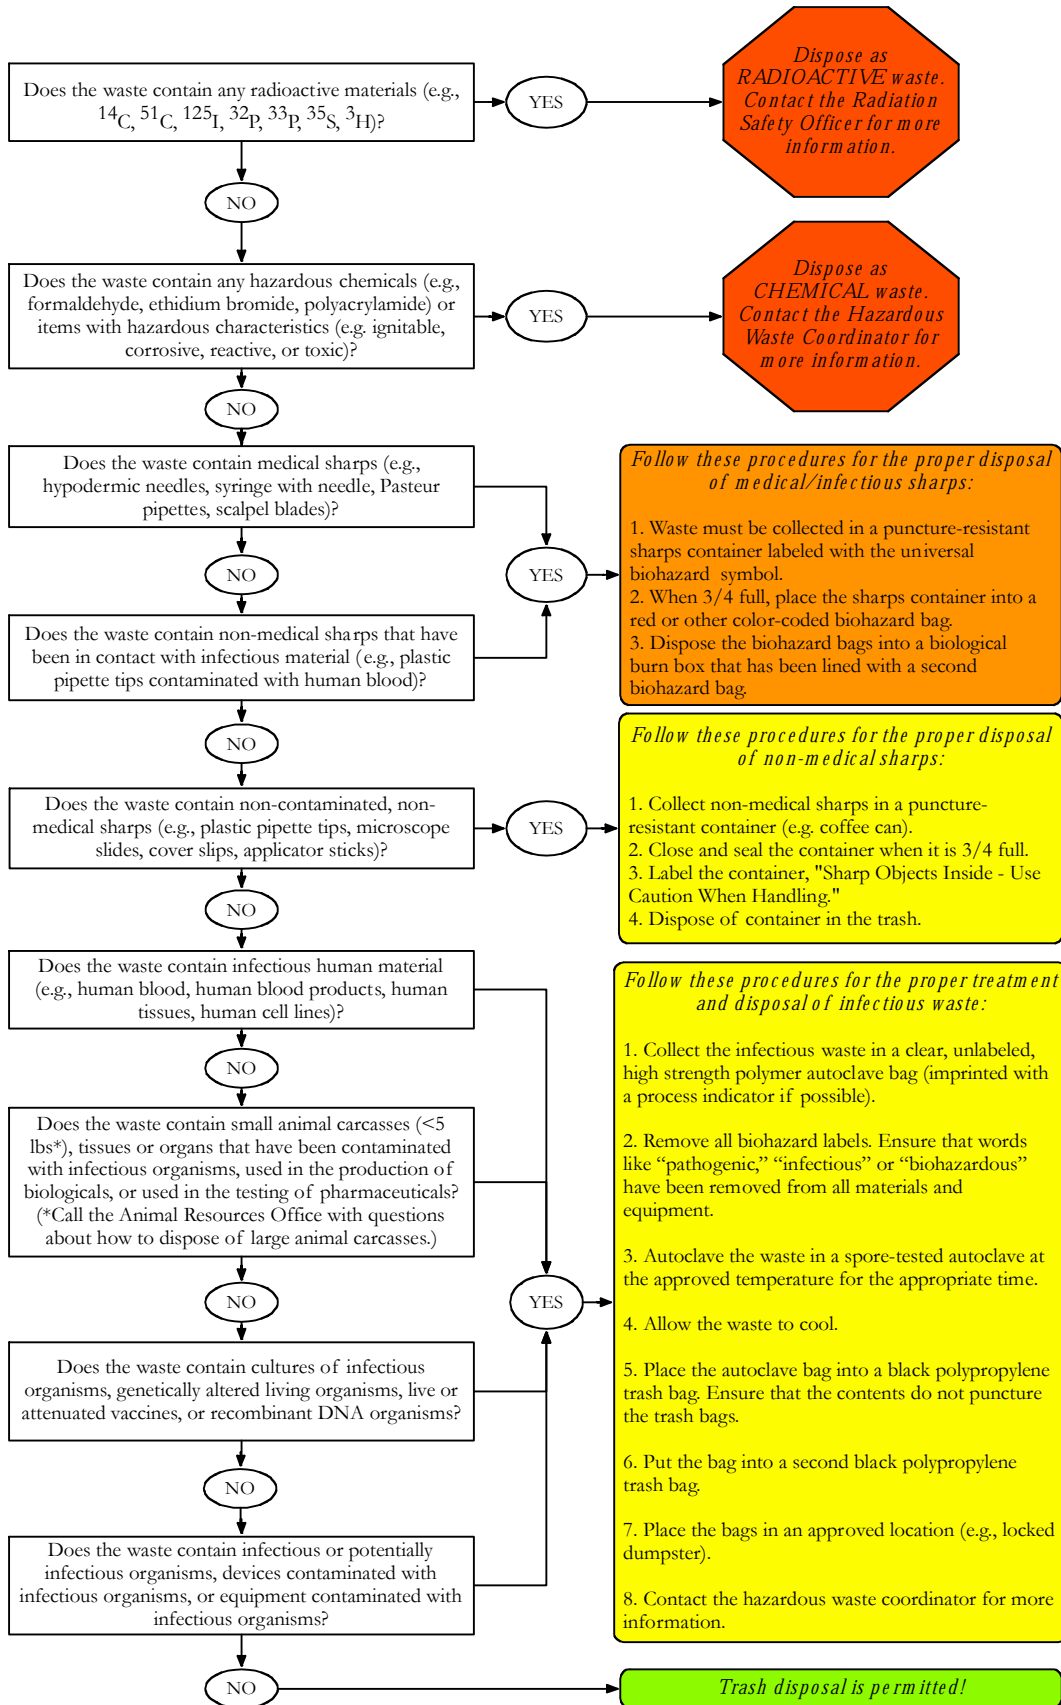 Does the waste contain any radioactive materials (e.g.,
¹⁴C, ⁵¹C, ¹²⁵I, ³²P, ³³P, ³⁵S, ³H)?
YES
Dispose as
RADIOACTIVE waste.
Contact the Radiation
Safety Officer for more
information.
NO
Does the waste contain any hazardous chemicals (e.g.,
formaldehyde, ethidium bromide, polyacrylamide) or
items with hazardous characteristics (e.g. ignitable,
corrosive, reactive, or toxic)?
YES
Dispose as
CHEMICAL waste.
Contact the Hazardous
Waste Coordinator for
more information.
NO
Does the waste contain medical sharps (e.g.,
hypodermic needles, syringe with needle, Pasteur
pipettes, scalpel blades)?
NO
Does the waste contain non-medical sharps that have
been in contact with infectious material (e.g., plastic
pipette tips contaminated with human blood)?
YES
Follow these procedures for the proper disposal
of medical/infectious sharps:
1. Waste must be collected in a puncture-resistant
sharps container labeled with the universal
biohazard symbol.
2. When 3/4 full, place the sharps container into a
red or other color-coded biohazard bag.
3. Dispose the biohazard bags into a biological
burn box that has been lined with a second
biohazard bag.
NO
Does the waste contain non-contaminated, non-
medical sharps (e.g., plastic pipette tips, microscope
slides, cover slips, applicator sticks)?
YES
Follow these procedures for the proper disposal
of non-medical sharps:
1. Collect non-medical sharps in a puncture-
resistant container (e.g. coffee can).
2. Close and seal the container when it is 3/4 full.
3. Label the container, "Sharp Objects Inside - Use
Caution When Handling."
4. Dispose of container in the trash.
NO
Does the waste contain infectious human material
(e.g., human blood, human blood products, human
tissues, human cell lines)?
NO
Does the waste contain small animal carcasses (<5
lbs*), tissues or organs that have been contaminated
with infectious organisms, used in the production of
biologicals, or used in the testing of pharmaceuticals?
(*Call the Animal Resources Office with questions
about how to dispose of large animal carcasses.)
NO
YES
Does the waste contain cultures of infectious
organisms, genetically altered living organisms, live or
attenuated vaccines, or recombinant DNA organisms?
NO
Does the waste contain infectious or potentially
infectious organisms, devices contaminated with
infectious organisms, or equipment contaminated with
infectious organisms?
Follow these procedures for the proper treatment
and disposal of infectious waste:
1. Collect the infectious waste in a clear, unlabeled,
high strength polymer autoclave bag (imprinted with
a process indicator if possible).
2. Remove all biohazard labels. Ensure that words
like “pathogenic,” “infectious” or “biohazardous”
have been removed from all materials and
equipment.
3. Autoclave the waste in a spore-tested autoclave at
the approved temperature for the appropriate time.
4. Allow the waste to cool.
5. Place the autoclave bag into a black polypropylene
trash bag. Ensure that the contents do not puncture
the trash bags.
6. Put the bag into a second black polypropylene
trash bag.
7. Place the bags in an approved location (e.g., locked
dumpster).
8. Contact the hazardous waste coordinator for more
information.
NO
Trash disposal is permitted!